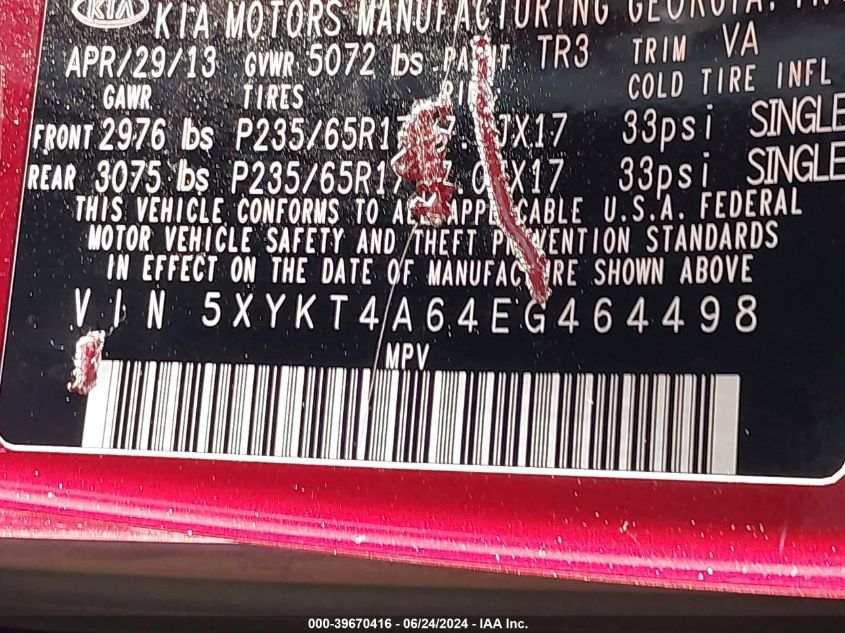 KIA
KIA MOTORS MANUFACTURING GEORGIA, IN
APR/29/13 GVWR 5072 lbs PAINT TR3 TRIM VA
GAWR TIRES COLD TIRE INFL
FRONT 2976 lbs P235/65R17 33psi SINGLE
REAR 3075 lbs P235/65R17 33psi SINGLE
THIS VEHICLE CONFORMS TO ALL APPLICABLE U.S.A. FEDERAL
MOTOR VEHICLE SAFETY AND THEFT PREVENTION STANDARDS
IN EFFECT ON THE DATE OF MANUFACTURE SHOWN ABOVE
VIN 5XYKT4A64EG464498
MPV
000-39670416 - 06/24/2024 - IAA Inc.